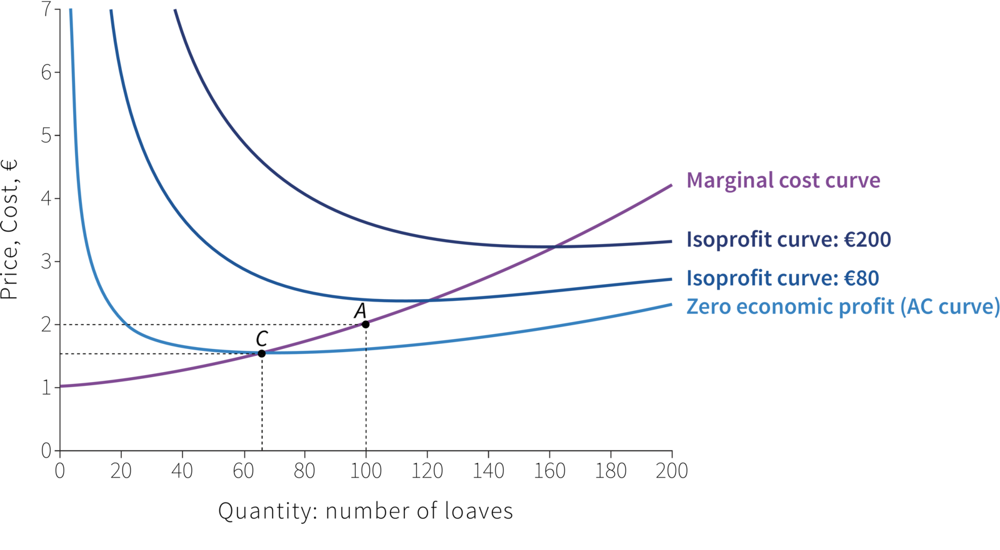 7
6
5
4
3
2
1
0
Price, Cost, €
A
C
Marginal cost curve
Isoprofit curve: €200
Isoprofit curve: €80
Zero economic profit (AC curve)
0 20 40 60 80 100 120 140 160 180 200
Quantity: number of loaves